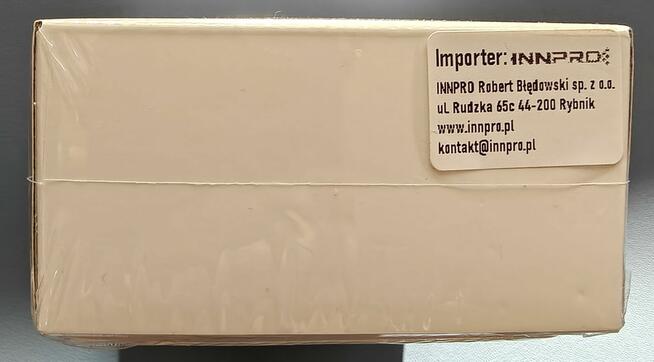 Importer: INNPRO
INNPRO Robert Błędowski sp. z o.o.
ul. Rudzka 65c 44-200 Rybnik
www.innpro.pl
kontakt@innpro.pl